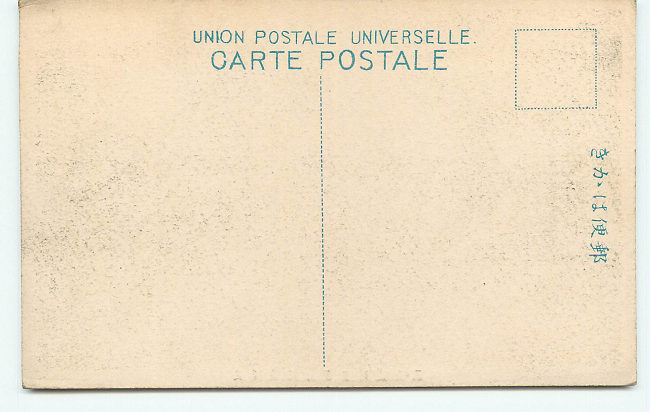 UNION POSTALE UNIVERSELLE.
CARTE POSTALE
きかは便郵